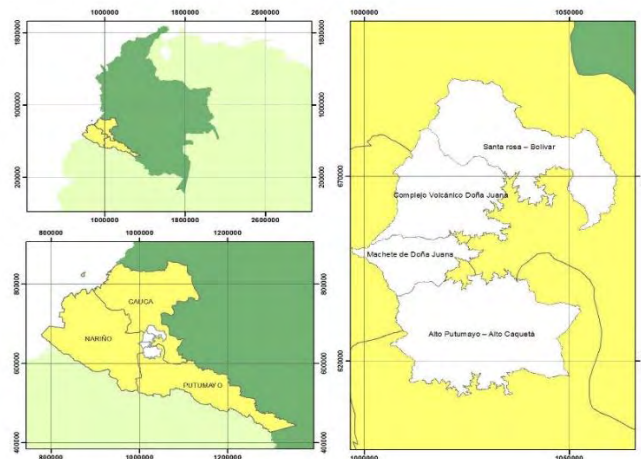 1000000 1800000 2600000
1800000 1800000
1000000 1000000
200000 200000
1000000 1800000 2600000
800000 1000000 1200000
800000 800000
CAUCA
NARIÑO
600000 600000
PUTUMAYO
400000 400000
800000 1000000 1200000
1000000 1050000
Santa rosa – Bolivar
670000 670000
Complejo Volcánico Doña Juana
Machete de Doña Juana
Alto Putumayo – Alto Caquetá
620000 620000
1000000 1050000